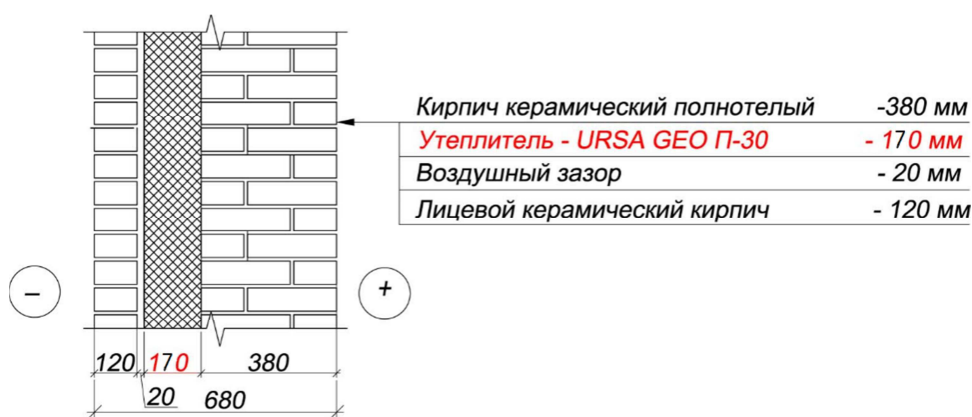 Кирпич керамический полнотелый -380 мм
Утеплитель - URSA GEO П-30 - 170 мм
Воздушный зазор - 20 мм
Лицевой керамический кирпич - 120 мм
– +
120 170 380
20 680